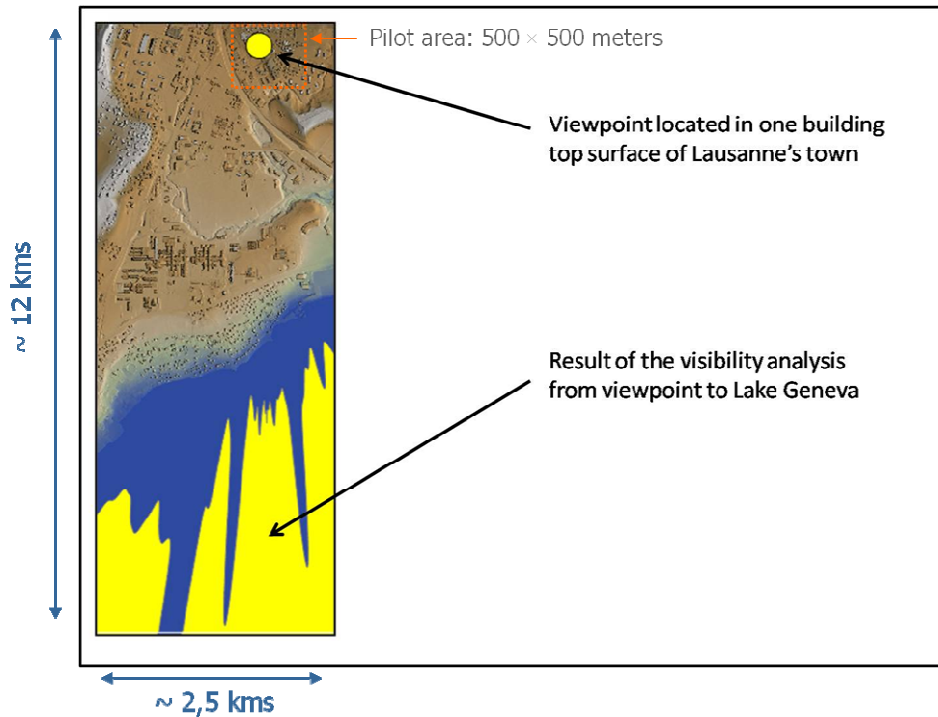 Pilot area: 500 × 500 meters
Viewpoint located in one building
top surface of Lausanne's town
~ 12 kms
Result of the visibility analysis
from viewpoint to Lake Geneva
~ 2,5 kms